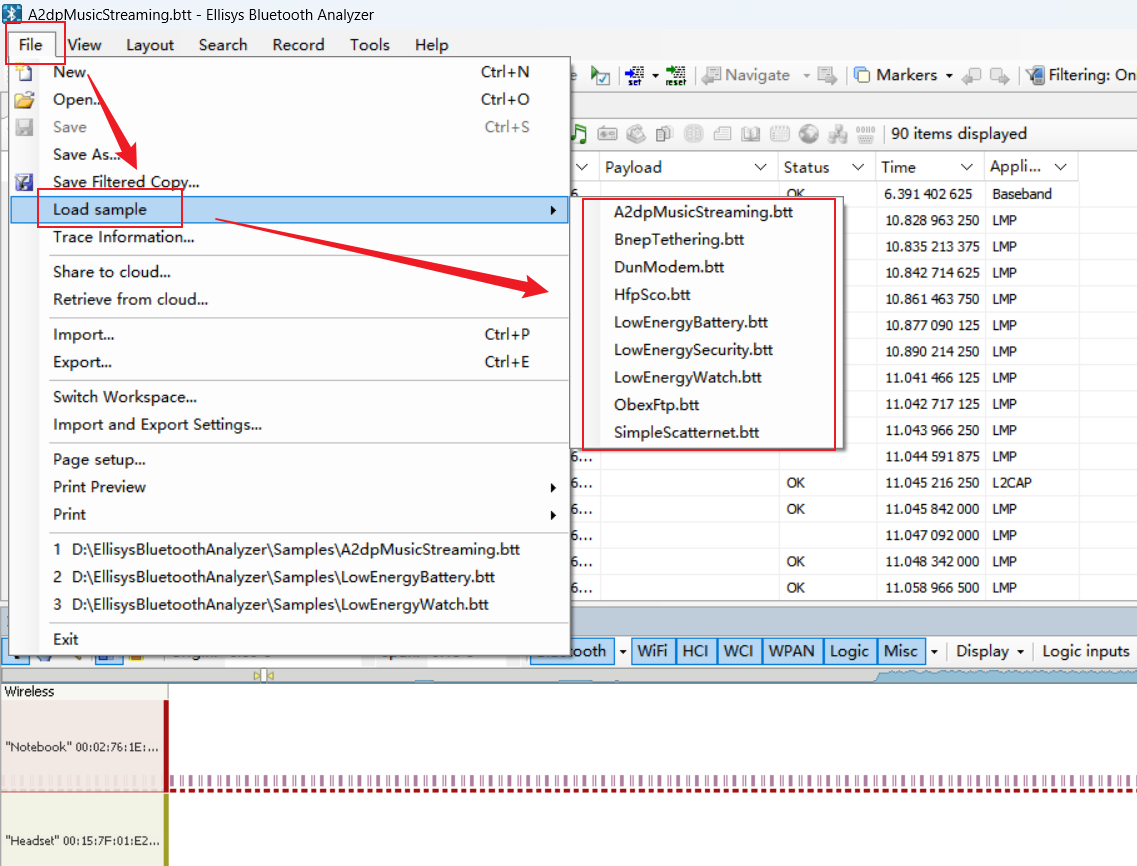 A2dpMusicStreaming.btt - Ellisys Bluetooth Analyzer
File View Layout Search Record Tools Help
New Ctrl+N
Open... Ctrl+O
Save Ctrl+S
Save As...
Save Filtered Copy...
Load sample
Trace Information...
Share to cloud...
Retrieve from cloud...
Import... Ctrl+P
Export... Ctrl+E
Switch Workspace...
Import and Export Settings...
Page setup...
Print Preview
Print
1 D:\EllisysBluetoothAnalyzer\Samples\A2dpMusicStreaming.btt
2 D:\EllisysBluetoothAnalyzer\Samples\LowEnergyBattery.btt
3 D:\EllisysBluetoothAnalyzer\Samples\LowEnergyWatch.btt
Exit
set reset Navigate Markers Filtering: On
90 items displayed
Payload Status Time Appli...
A2dpMusicStreaming.btt
BnepTethering.btt
DunModem.btt
HfpSco.btt
LowEnergyBattery.btt
LowEnergySecurity.btt
LowEnergyWatch.btt
ObexFtp.btt
SimpleScatternet.btt
6. OK 6.391 402 625 Baseband
10.828 963 250 LMP
10.835 213 375 LMP
10.842 714 625 LMP
10.861 463 750 LMP
10.877 090 125 LMP
10.890 214 250 LMP
11.041 466 125 LMP
11.042 717 125 LMP
11.043 966 250 LMP
6... 11.044 591 875 LMP
6... OK 11.045 216 250 L2CAP
6... OK 11.045 842 000 LMP
6... 11.047 092 000 LMP
6... OK 11.048 342 000 LMP
6... OK 11.058 966 500 LMP
ooth WiFi HCI WCI WPAN Logic Misc Display Logic inputs
Wireless
"Notebook" 00:02:76:1E:...
"Headset" 00:15:7F:01:E2...